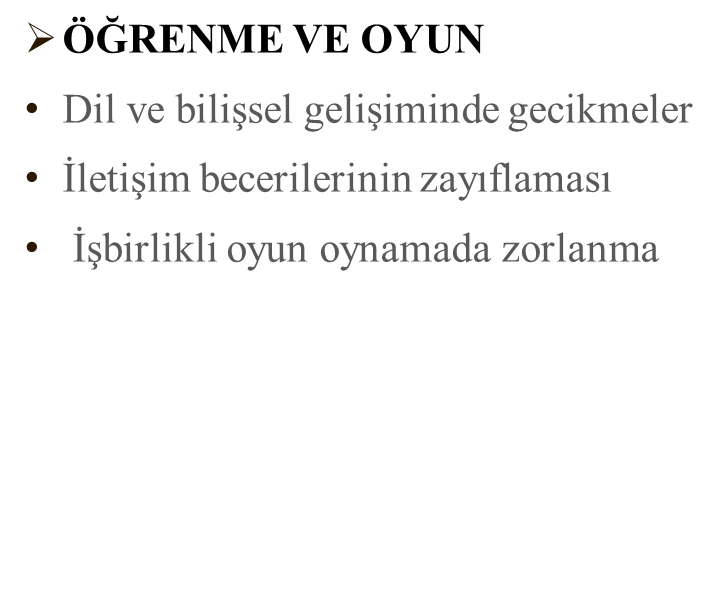 ➢ ÖĞRENME VE OYUN
• Dil ve bilişsel gelişiminde gecikmeler
• İletişim becerilerinin zayıflaması
• İşbirlikli oyun oynamada zorlanma